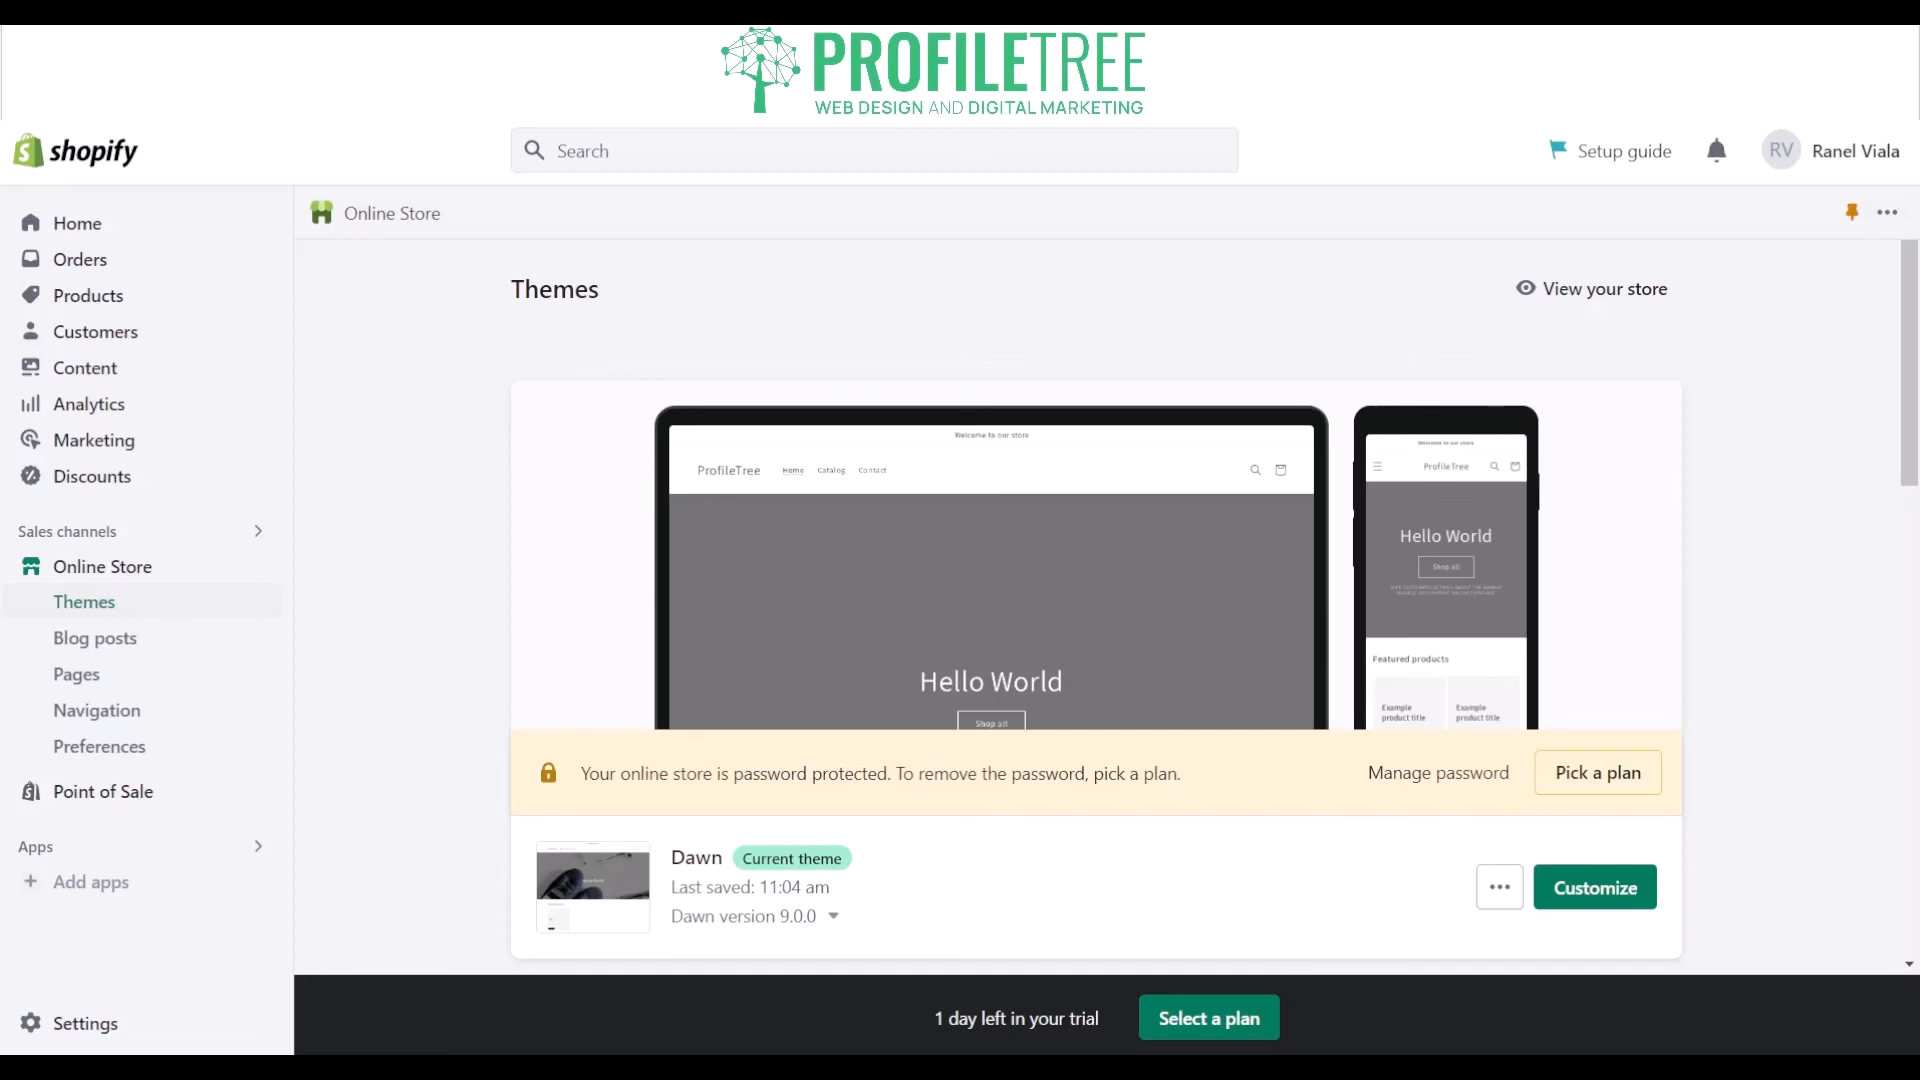 PROFILETREE
WEB DESIGN AND DIGITAL MARKETING
shopify
Search
Setup guide
RV
Ranel Viala
Home
Orders
Products
Customers
Content
Analytics
Marketing
Discounts
Sales channels
Online Store
Themes
Blog posts
Pages
Navigation
Preferences
Point of Sale
Apps
Add apps
Settings
Online Store
Themes
View your store
Welcome to our store
ProfileTree Home Catalog Contact
Hello World
Shop all
Welcome to our store
ProfileTree
Hello World
Shop all
Featured products
Example product title
Example product title
Your online store is password protected. To remove the password, pick a plan.
Manage password
Pick a plan
Dawn Current theme
Last saved: 11:04 am
Dawn version 9.0.0
Customize
1 day left in your trial
Select a plan